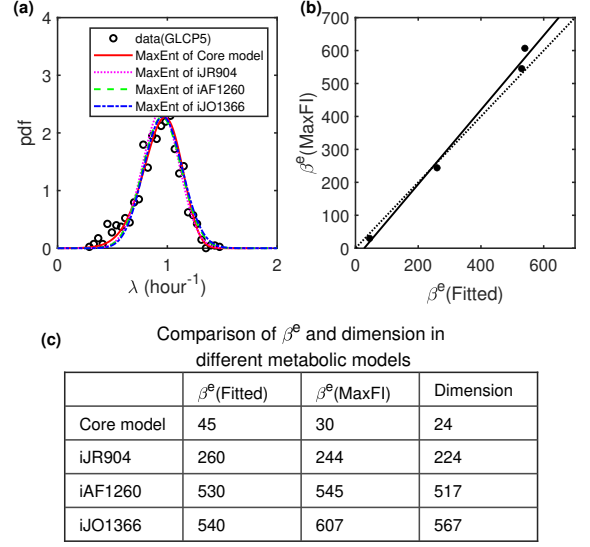 (a)
4
3
2
1
0
pdf
data(GLCP5)
MaxEnt of Core model
MaxEnt of iJR904
MaxEnt of iAF1260
MaxEnt of iJO1366
0 1 2
λ (hour⁻¹)
(b)
700
600
500
400
300
200
100
0
βᵉ(MaxFI)
0 200 400 600
βᵉ(Fitted)
(c)
Comparison of βᵉ and dimension in
different metabolic models
βᵉ(Fitted) βᵉ(MaxFI) Dimension
Core model 45 30 24
iJR904 260 244 224
iAF1260 530 545 517
iJO1366 540 607 567